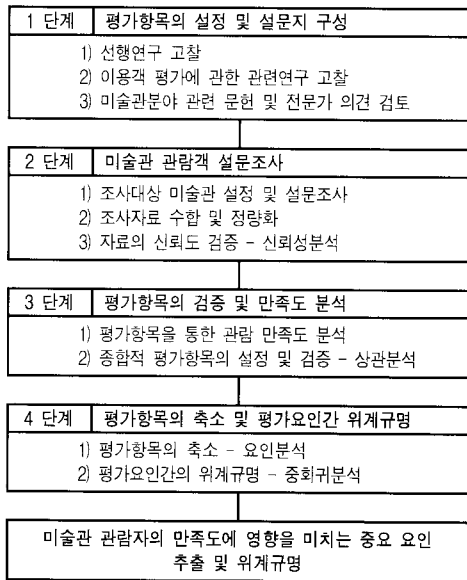 1 단계 평가항목의 설정 및 설문지 구성
1) 선행연구 고찰
2) 이용객 평가에 관한 관련연구 고찰
3) 미술관분야 관련 문헌 및 전문가 의견 검토
2 단계 미술관 관람객 설문조사
1) 조사대상 미술관 설정 및 설문조사
2) 조사자료 수합 및 정량화
3) 자료의 신뢰도 검증 - 신뢰성분석
3 단계 평가항목의 검증 및 만족도 분석
1) 평가항목을 통한 관람 만족도 분석
2) 종합적 평가항목의 설정 및 검증 - 상관분석
4 단계 평가항목의 축소 및 평가요인간 위계규명
1) 평가항목의 축소 - 요인분석
2) 평가요인간의 위계규명 - 중회귀분석
미술관 관람자의 만족도에 영향을 미치는 중요 요인
추출 및 위계규명